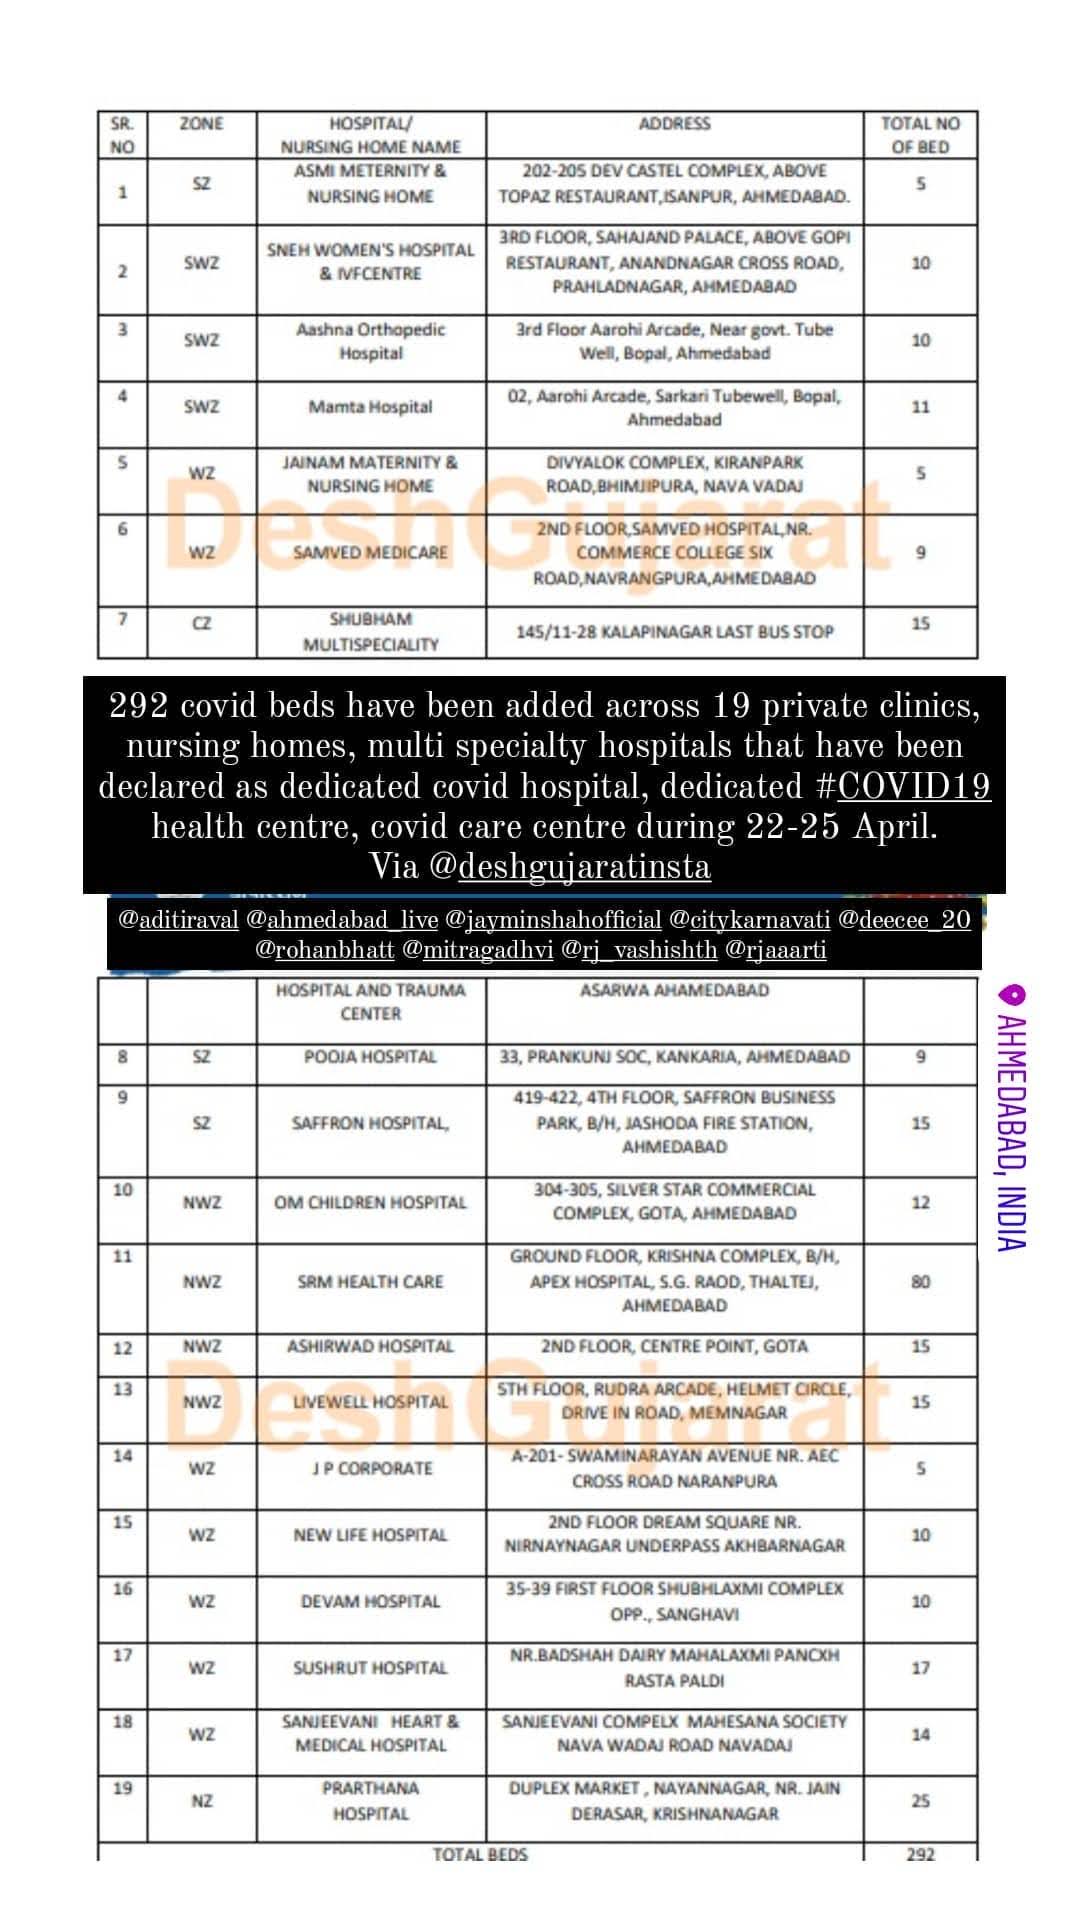 SR. NO ZONE HOSPITAL/ NURSING HOME NAME ADDRESS TOTAL NO OF BED
1 SZ ASMI METERNITY & NURSING HOME 202-205 DEV CASTEL COMPLEX, ABOVE TOPAZ RESTAURANT,ISANPUR, AHMEDABAD. 5
2 SWZ SNEH WOMEN'S HOSPITAL & IVFCENTRE 3RD FLOOR, SAHAJAND PALACE, ABOVE GOPI RESTAURANT, ANANDNAGAR CROSS ROAD, PRAHLADNAGAR, AHMEDABAD 10
3 SWZ Aashna Orthopedic Hospital 3rd Floor Aarohi Arcade, Near govt. Tube Well, Bopal, Ahmedabad 10
4 SWZ Mamta Hospital 02, Aarohi Arcade, Sarkari Tubewell, Bopal, Ahmedabad 11
5 WZ JAINAM MATERNITY & NURSING HOME DIVYALOK COMPLEX, KIRANPARK ROAD,BHIMJIPURA, NAVA VADAJ 5
DeshGujarat
6 WZ SAMVED MEDICARE 2ND FLOOR,SAMVED HOSPITAL,NR. COMMERCE COLLEGE SIX ROAD,NAVRANGPURA,AHMEDABAD 9
7 CZ SHUBHAM MULTISPECIALITY 145/11-28 KALAPINAGAR LAST BUS STOP 15
292 covid beds have been added across 19 private clinics,
nursing homes, multi specialty hospitals that have been
declared as dedicated covid hospital, dedicated #COVID19
health centre, covid care centre during 22-25 April.
Via @deshgujaratinsta
@aditiraval @ahmedabad_live @jayminshahofficial @citykarnavati @deecee_20
@rohanbhatt @mitragadhvi @rj_vashishth @rjaaarti
HOSPITAL AND TRAUMA CENTER ASARWA AHAMEDABAD
AHMEDABAD, INDIA
8 SZ POOJA HOSPITAL 33, PRANKUNJ SOC, KANKARIA, AHMEDABAD 9
9 SZ SAFFRON HOSPITAL, 419-422, 4TH FLOOR, SAFFRON BUSINESS PARK, B/H, JASHODA FIRE STATION, AHMEDABAD 15
10 NWZ OM CHILDREN HOSPITAL 304-305, SILVER STAR COMMERCIAL COMPLEX, GOTA, AHMEDABAD 12
11 NWZ SRM HEALTH CARE GROUND FLOOR, KRISHNA COMPLEX, B/H, APEX HOSPITAL, S.G. RAOD, THALTEJ, AHMEDABAD 80
12 NWZ ASHIRWAD HOSPITAL 2ND FLOOR, CENTRE POINT, GOTA 15
13 NWZ LIVEWELL HOSPITAL 5TH FLOOR, RUDRA ARCADE, HELMET CIRCLE, DRIVE IN ROAD, MEMNAGAR 15
DeshGujarat
14 WZ J P CORPORATE A-201- SWAMINARAYAN AVENUE NR. AEC CROSS ROAD NARANPURA 5
15 WZ NEW LIFE HOSPITAL 2ND FLOOR DREAM SQUARE NR. NIRNAYNAGAR UNDERPASS AKHBARNAGAR 10
16 WZ DEVAM HOSPITAL 35-39 FIRST FLOOR SHUBHLAXMI COMPLEX OPP., SANGHAVI 10
17 WZ SUSHRUT HOSPITAL NR.BADSHAH DAIRY MAHALAXMI PANCXH RASTA PALDI 17
18 WZ SANJEEVANI HEART & MEDICAL HOSPITAL SANJEEVANI COMPELX MAHESANA SOCIETY NAVA WADAJ ROAD NAVADAJ 14
19 NZ PRARTHANA HOSPITAL DUPLEX MARKET , NAYANNAGAR, NR. JAIN DERASAR, KRISHNANAGAR 25
TOTAL BEDS 292